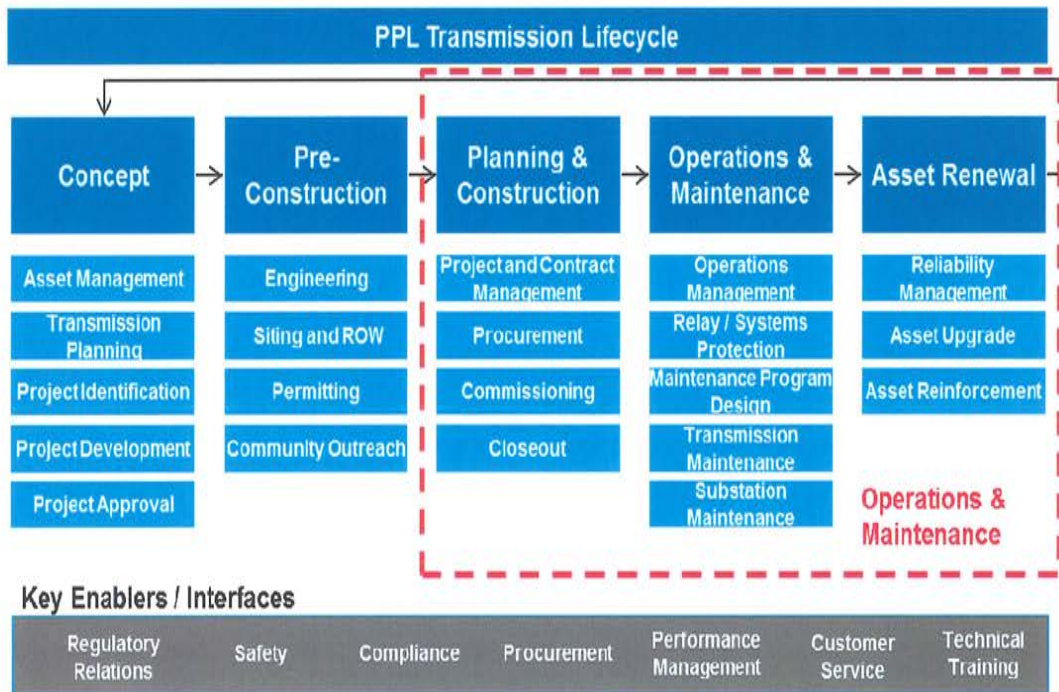 PPL Transmission Lifecycle
Concept
Pre-
Construction
Planning &
Construction
Operations &
Maintenance
Asset Renewal
Asset Management
Transmission
Planning
Project Identification
Project Development
Project Approval
Engineering
Siting and ROW
Permitting
Community Outreach
Project and Contract
Management
Procurement
Commissioning
Closeout
Operations
Management
Relay / Systems
Protection
Maintenance Program
Design
Transmission
Maintenance
Substation
Maintenance
Reliability
Management
Asset Upgrade
Asset Reinforcement
Operations &
Maintenance
Key Enablers / Interfaces
Regulatory
Relations
Safety
Compliance
Procurement
Performance
Management
Customer
Service
Technical
Training